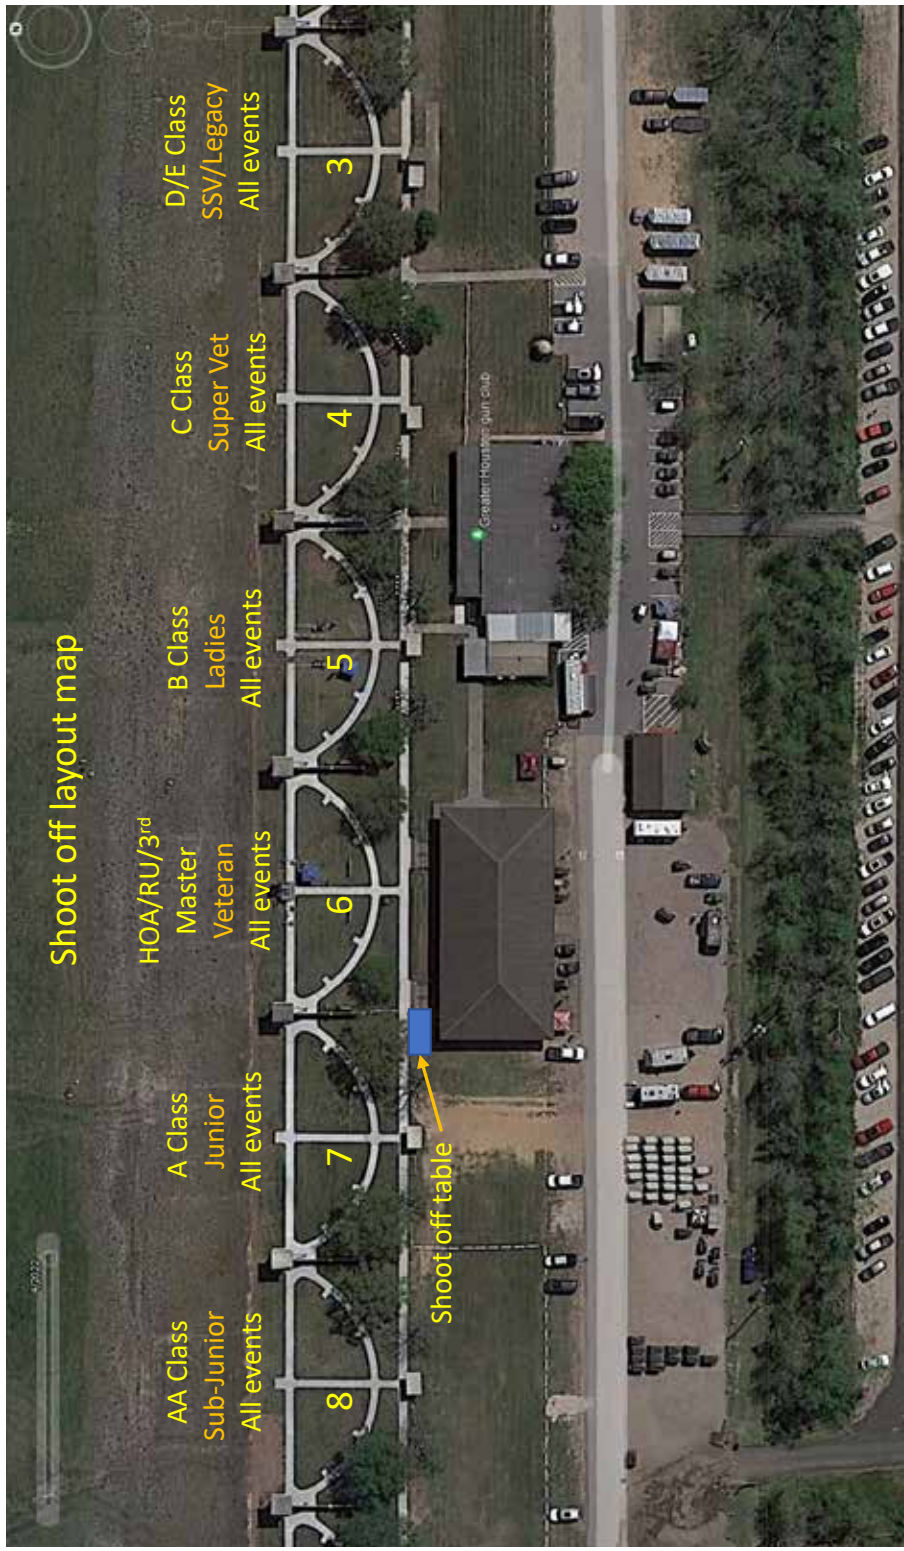 Shoot off layout map
AA Class
Sub-Junior
All events
8
A Class
Junior
All events
7
HOA/RU/3rd
Master
Veteran
All events
6
B Class
Ladies
All events
5
C Class
Super Vet
All events
4
D/E Class
SSV/Legacy
All events
3
Shoot off table
Greater Houston gun club
N